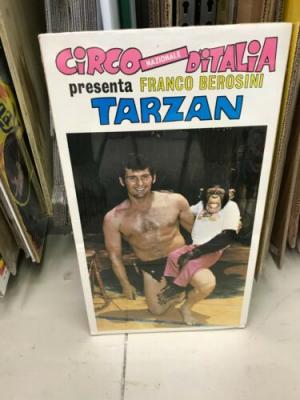 CIRCO NAZIONALE D'ITALIA
presenta FRANCO BEROSINI
TARZAN